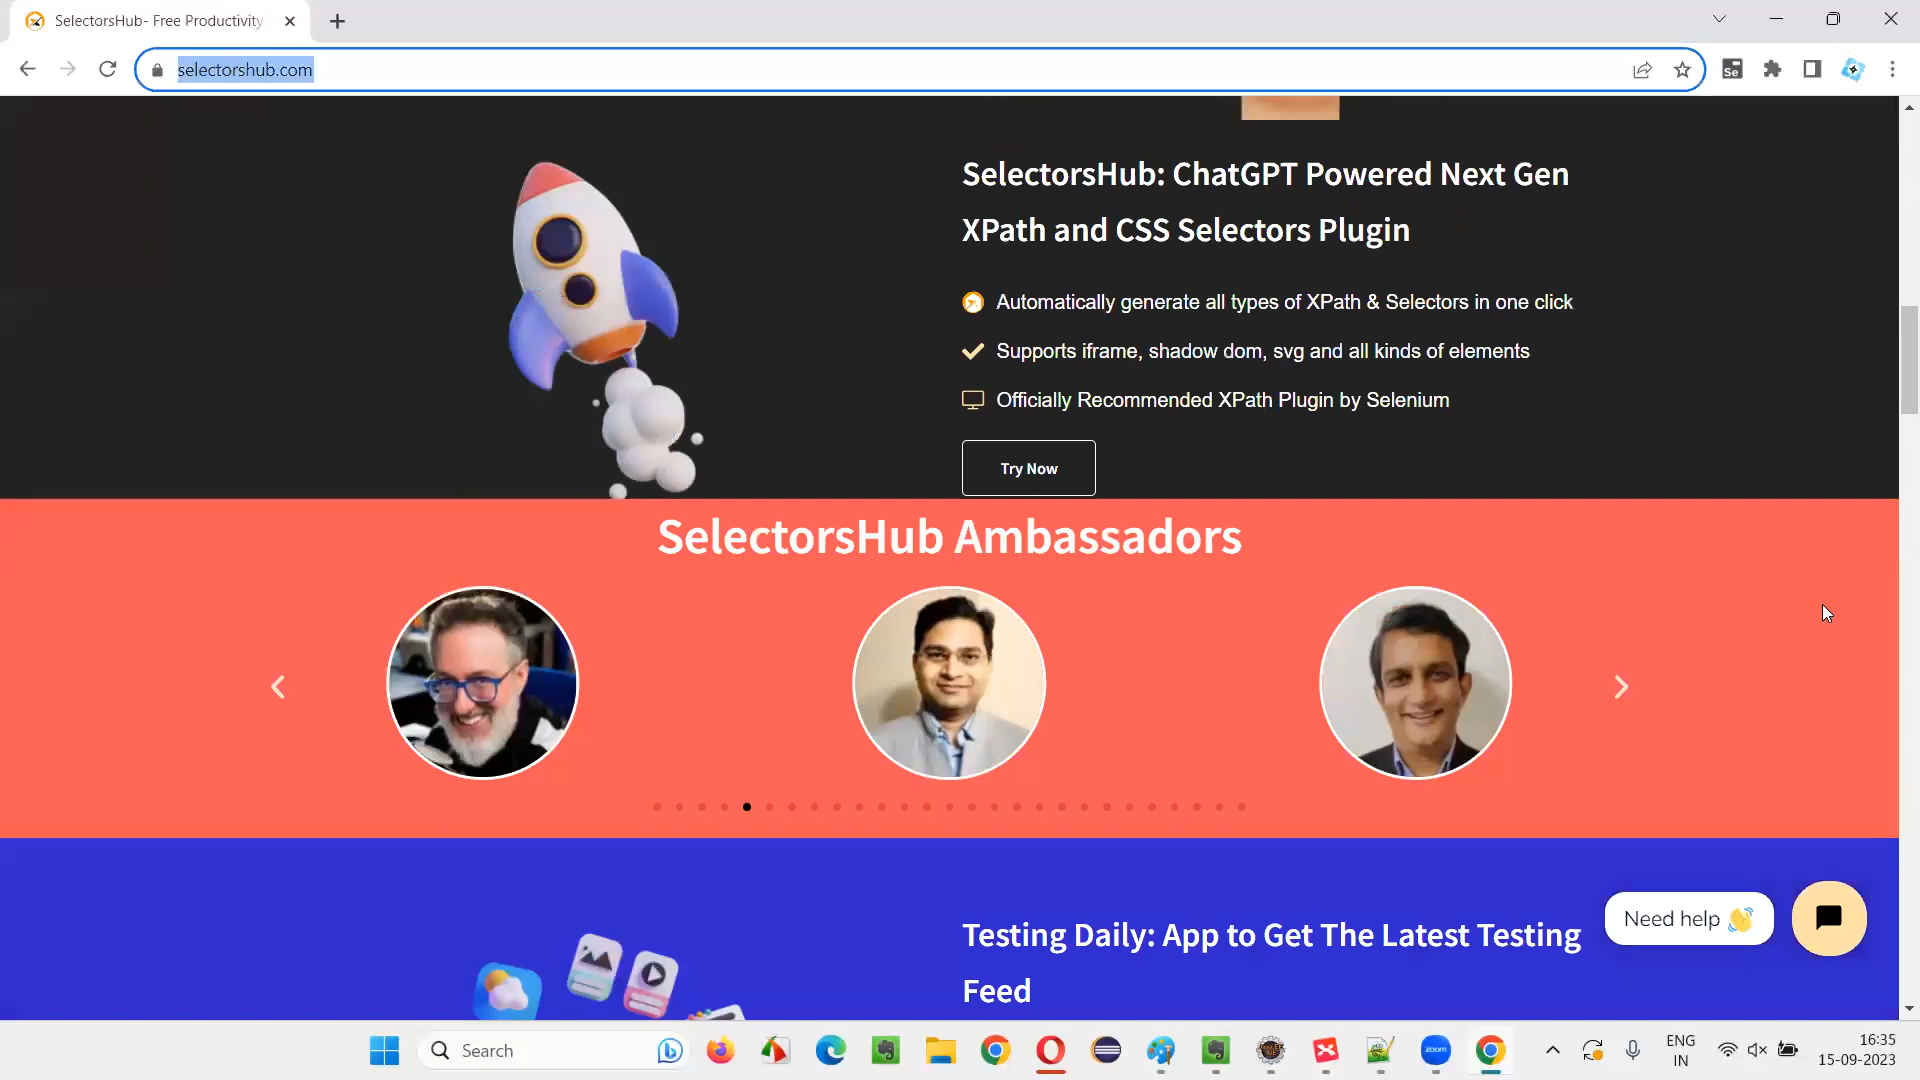 SelectorsHub- Free Productivity
selectorshub.com
Se
SelectorsHub: ChatGPT Powered Next Gen
XPath and CSS Selectors Plugin
Automatically generate all types of XPath & Selectors in one click
Supports iframe, shadow dom, svg and all kinds of elements
Officially Recommended XPath Plugin by Selenium
Try Now
SelectorsHub Ambassadors
Need help 👋
Testing Daily: App to Get The Latest Testing
Feed
Search
zoom
ENG
IN
16:35
15-09-2023